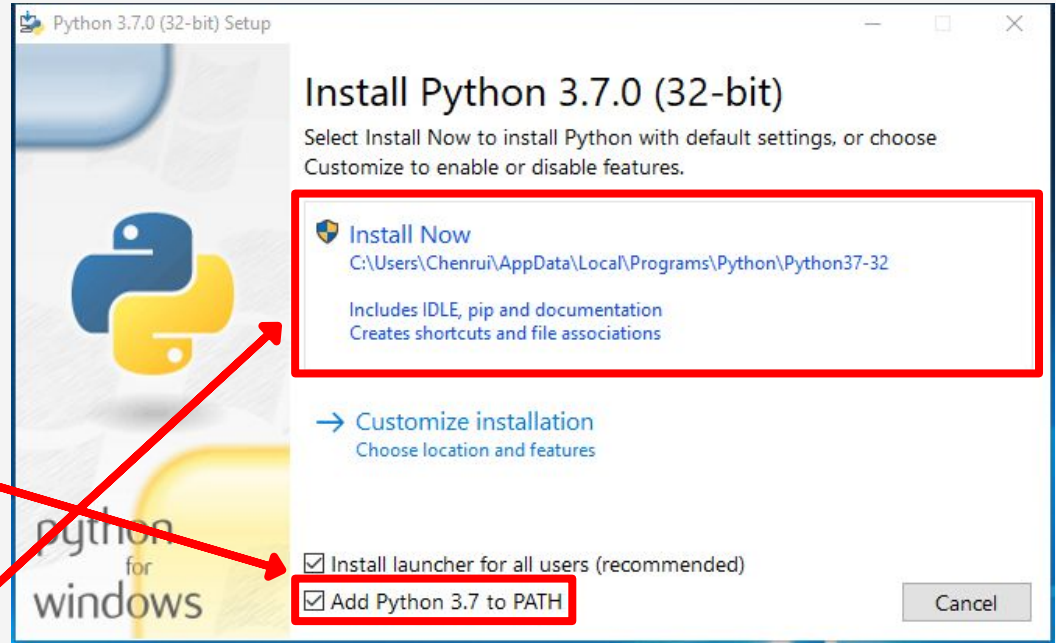 Python 3.7.0 (32-bit) Setup
Install Python 3.7.0 (32-bit)
Select Install Now to install Python with default settings, or choose
Customize to enable or disable features.
Install Now
C:\Users\Chenrui\AppData\Local\Programs\Python\Python37-32
Includes IDLE, pip and documentation
Creates shortcuts and file associations
Customize installation
Choose location and features
python
for
windows
Install launcher for all users (recommended)
Add Python 3.7 to PATH
Cancel